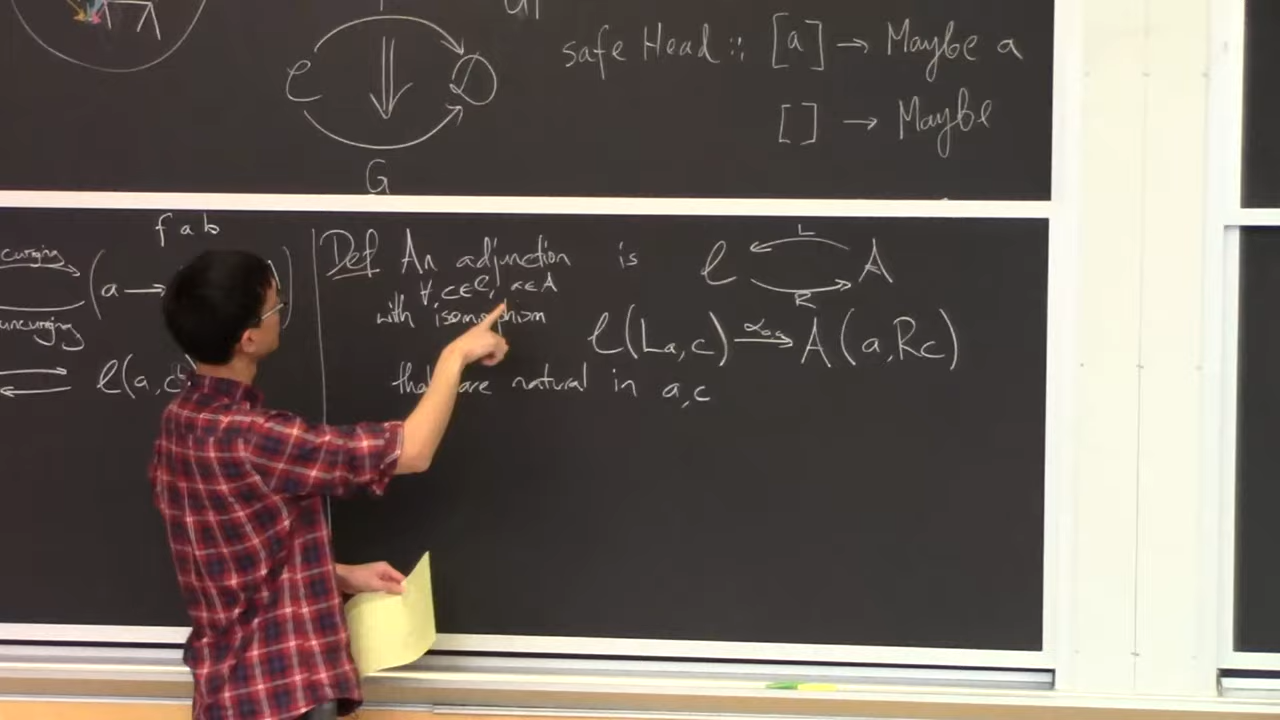 safe Head :: [a] → Maybe a
[] → Maybe
C D
G
f a b
currying
(a →
uncurrying
C(a, c
Def An adjunction is C A
L
R
∀ c∈C, a∈A
with isomorphism C(La, c) → A(a, Rc)
that are natural in a, c